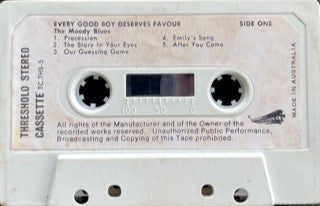 EVERY GOOD BOY DESERVES FAVOUR
SIDE ONE
The Moody Blues
1. Procession
2. The Story in Your Eyes
3. Our Guessing Game
4. Emily's Song
5. After You Came
THRESHOLD STEREO
CASSETTE TC THS-5
100 50 0
MADE IN AUSTRALIA
All rights of the Manufacturer and of the Owner of the
recorded works reserved. Unauthorized Public Performance,
Broadcasting and Copying of this Tape prohibited.